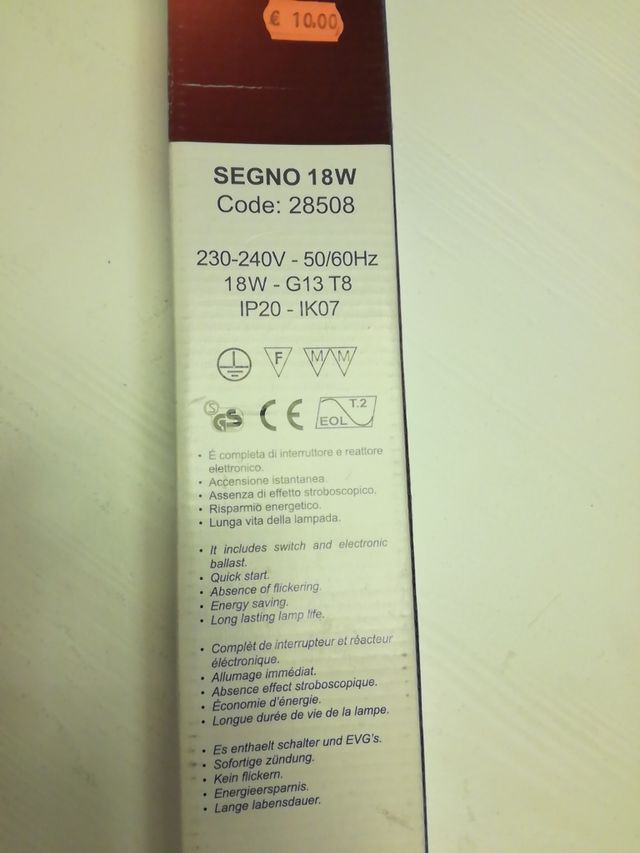 € 10.00
SEGNO 18W
Code: 28508
230-240V - 50/60Hz
18W - G13 T8
IP20 - IK07
F M M
S GS CE EOL T.2
• È completa di interruttore e reattore
elettronico.
• Accensione istantanea.
• Assenza di effetto stroboscopico.
• Risparmio energetico.
• Lunga vita della lampada.
• It includes switch and electronic
ballast.
• Quick start.
• Absence of flickering.
• Energy saving.
• Long lasting lamp life.
• Complèt de interrupteur et réacteur
éléctronique.
• Allumage immédiat.
• Absence effect stroboscopique.
• Économie d'énergie.
• Longue durée de vie de la lampe.
• Es enthaelt schalter und EVG's.
• Sofortige zündung.
• Kein flickern.
• Energieersparnis.
• Lange labensdauer.